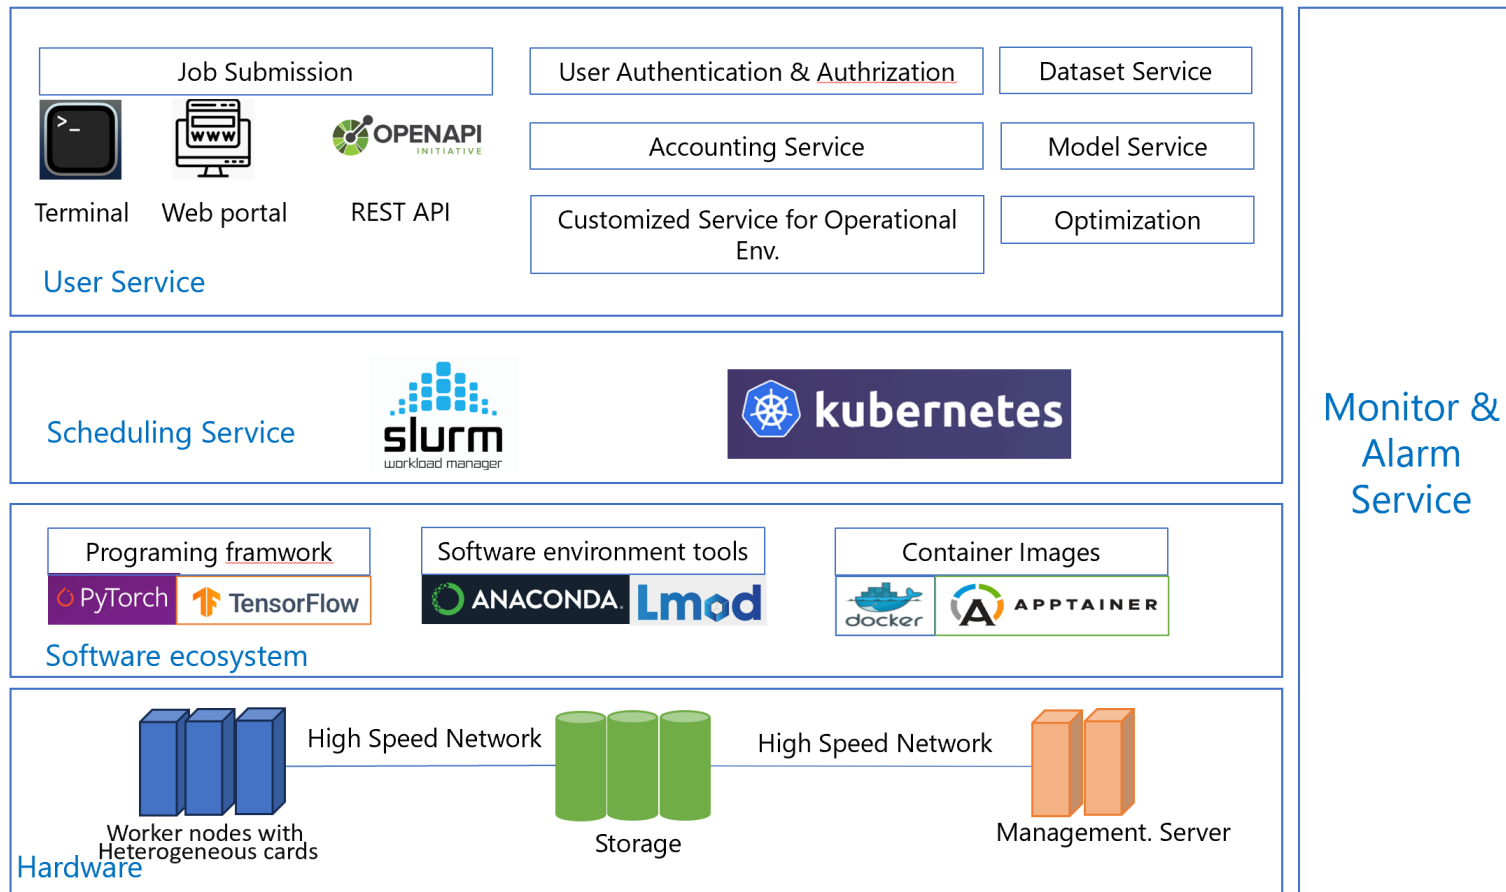 Job Submission
User Authentication & Authrization
Dataset Service
>_
www
OPENAPI
INITIATIVE
Accounting Service
Model Service
Terminal
Web portal
REST API
Customized Service for Operational
Env.
Optimization
User Service
Scheduling Service
slurm
workload manager
kubernetes
Monitor &
Alarm
Service
Programing framwork
Software environment tools
Container Images
PyTorch
TensorFlow
ANACONDA.
Lmod
docker
APPTAINER
Software ecosystem
High Speed Network
High Speed Network
Worker nodes with
Heterogeneous cards
Storage
Management. Server
Hardware